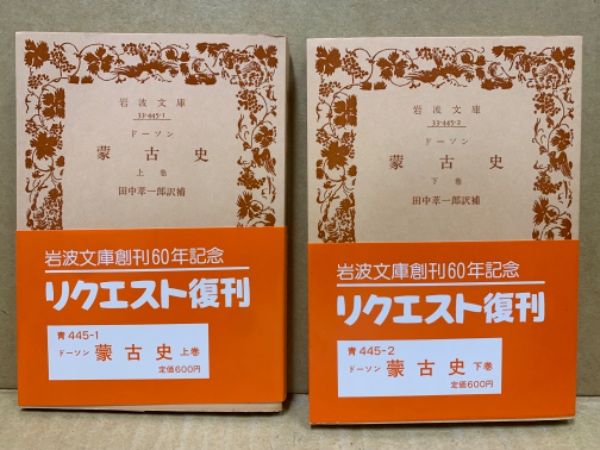 岩波文庫
33-445-1
ドーソン
蒙古史
上巻
田中萃一郎訳補
岩波文庫創刊60年記念
リクエスト復刊
青 445-1
ドーソン 蒙古史 上巻
定価600円
岩波文庫
33-445-2
ドーソン
蒙古史
下巻
田中萃一郎訳補
岩波文庫創刊60年記念
リクエスト復刊
青 445-2
ドーソン 蒙古史 下巻
定価600円